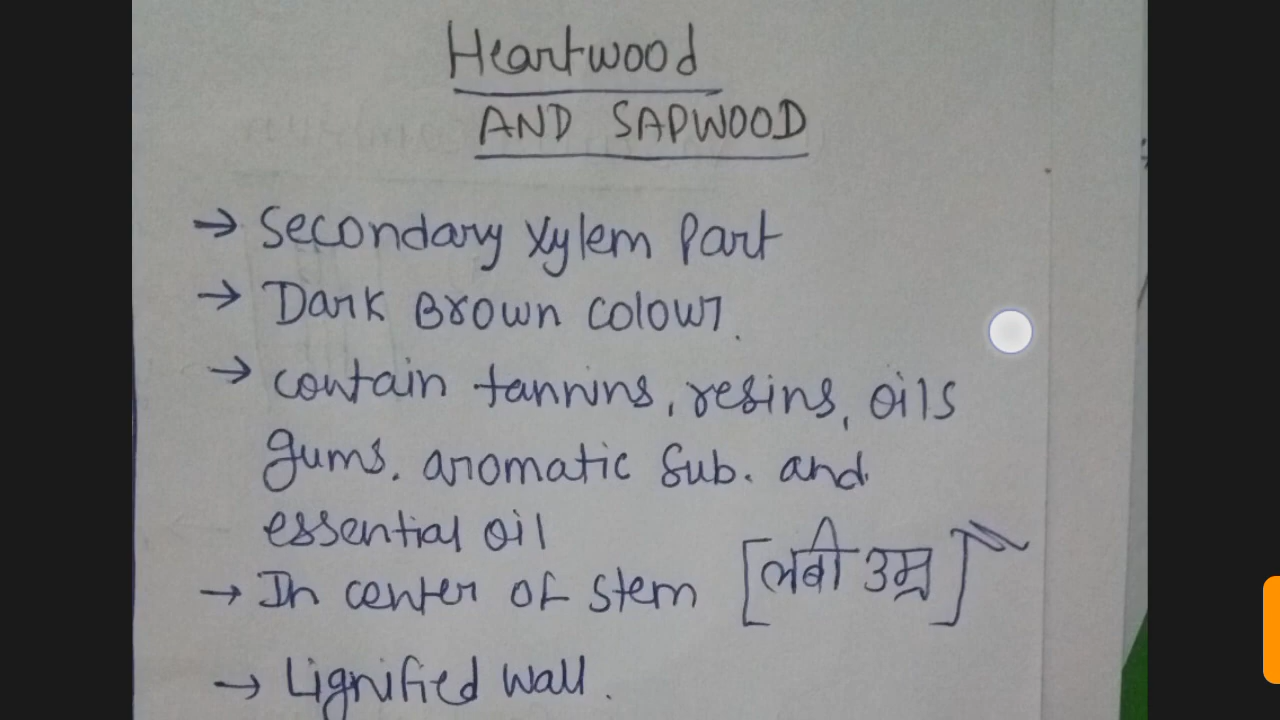 Heartwood
AND SAPWOOD
→ Secondary Xylem Part
→ Dark Brown colour.
→ contain tannins, resins, oils
gums. aromatic sub. and
essential oil
→ In center of stem [लबी उम्र]
→ Lignified wall.